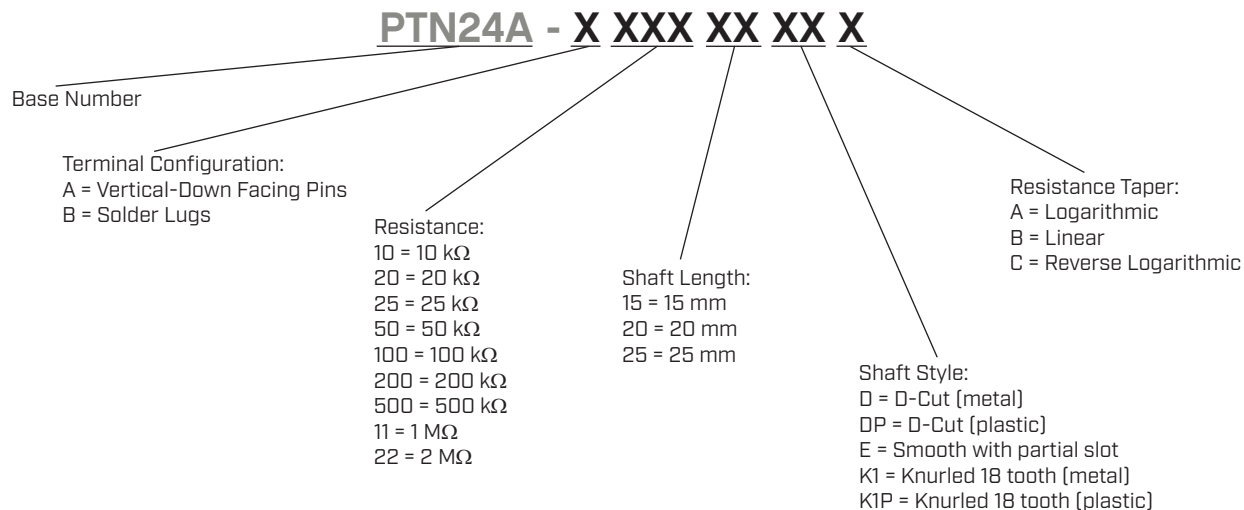 PTN24A - X XXX XX XX X
Base Number
Terminal Configuration:
A = Vertical-Down Facing Pins
B = Solder Lugs
Resistance:
10 = 10 kΩ
20 = 20 kΩ
25 = 25 kΩ
50 = 50 kΩ
100 = 100 kΩ
200 = 200 kΩ
500 = 500 kΩ
11 = 1 MΩ
22 = 2 MΩ
Shaft Length:
15 = 15 mm
20 = 20 mm
25 = 25 mm
Shaft Style:
D = D-Cut (metal)
DP = D-Cut (plastic)
E = Smooth with partial slot
K1 = Knurled 18 tooth (metal)
K1P = Knurled 18 tooth (plastic)
Resistance Taper:
A = Logarithmic
B = Linear
C = Reverse Logarithmic